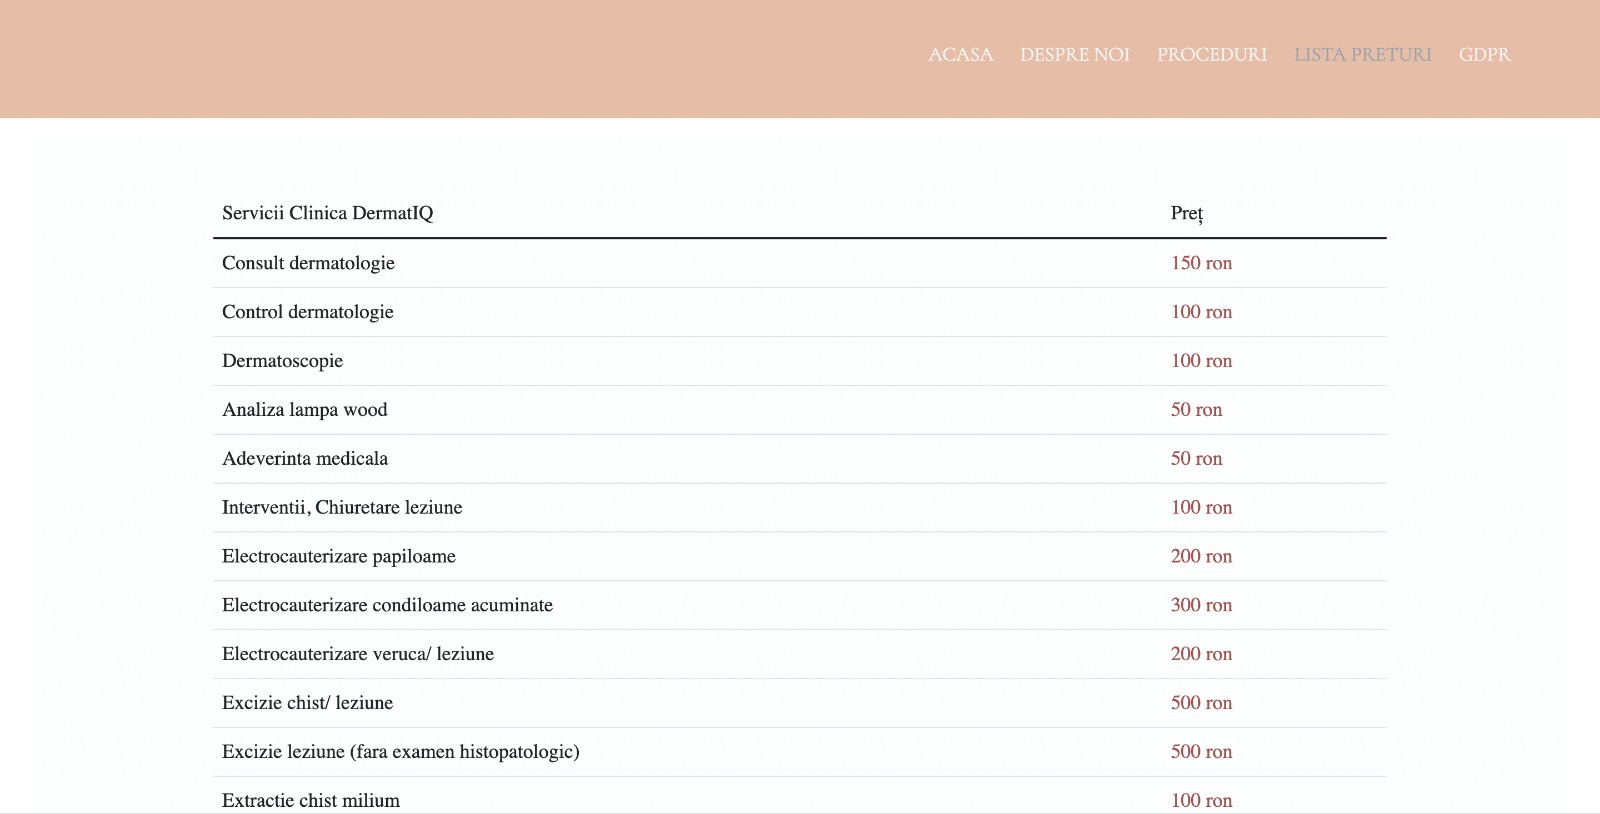 ACASA DESPRE NOI PROCEDURI LISTA PRETURI GDPR
Servicii Clinica DermatIQ Preț
Consult dermatologie 150 ron
Control dermatologie 100 ron
Dermatoscopie 100 ron
Analiza lampa wood 50 ron
Adeverinta medicala 50 ron
Interventii, Chiuretare leziune 100 ron
Electrocauterizare papiloame 200 ron
Electrocauterizare condiloame acuminate 300 ron
Electrocauterizare veruca/ leziune 200 ron
Excizie chist/ leziune 500 ron
Excizie leziune (fara examen histopatologic) 500 ron
Extractie chist milium 100 ron